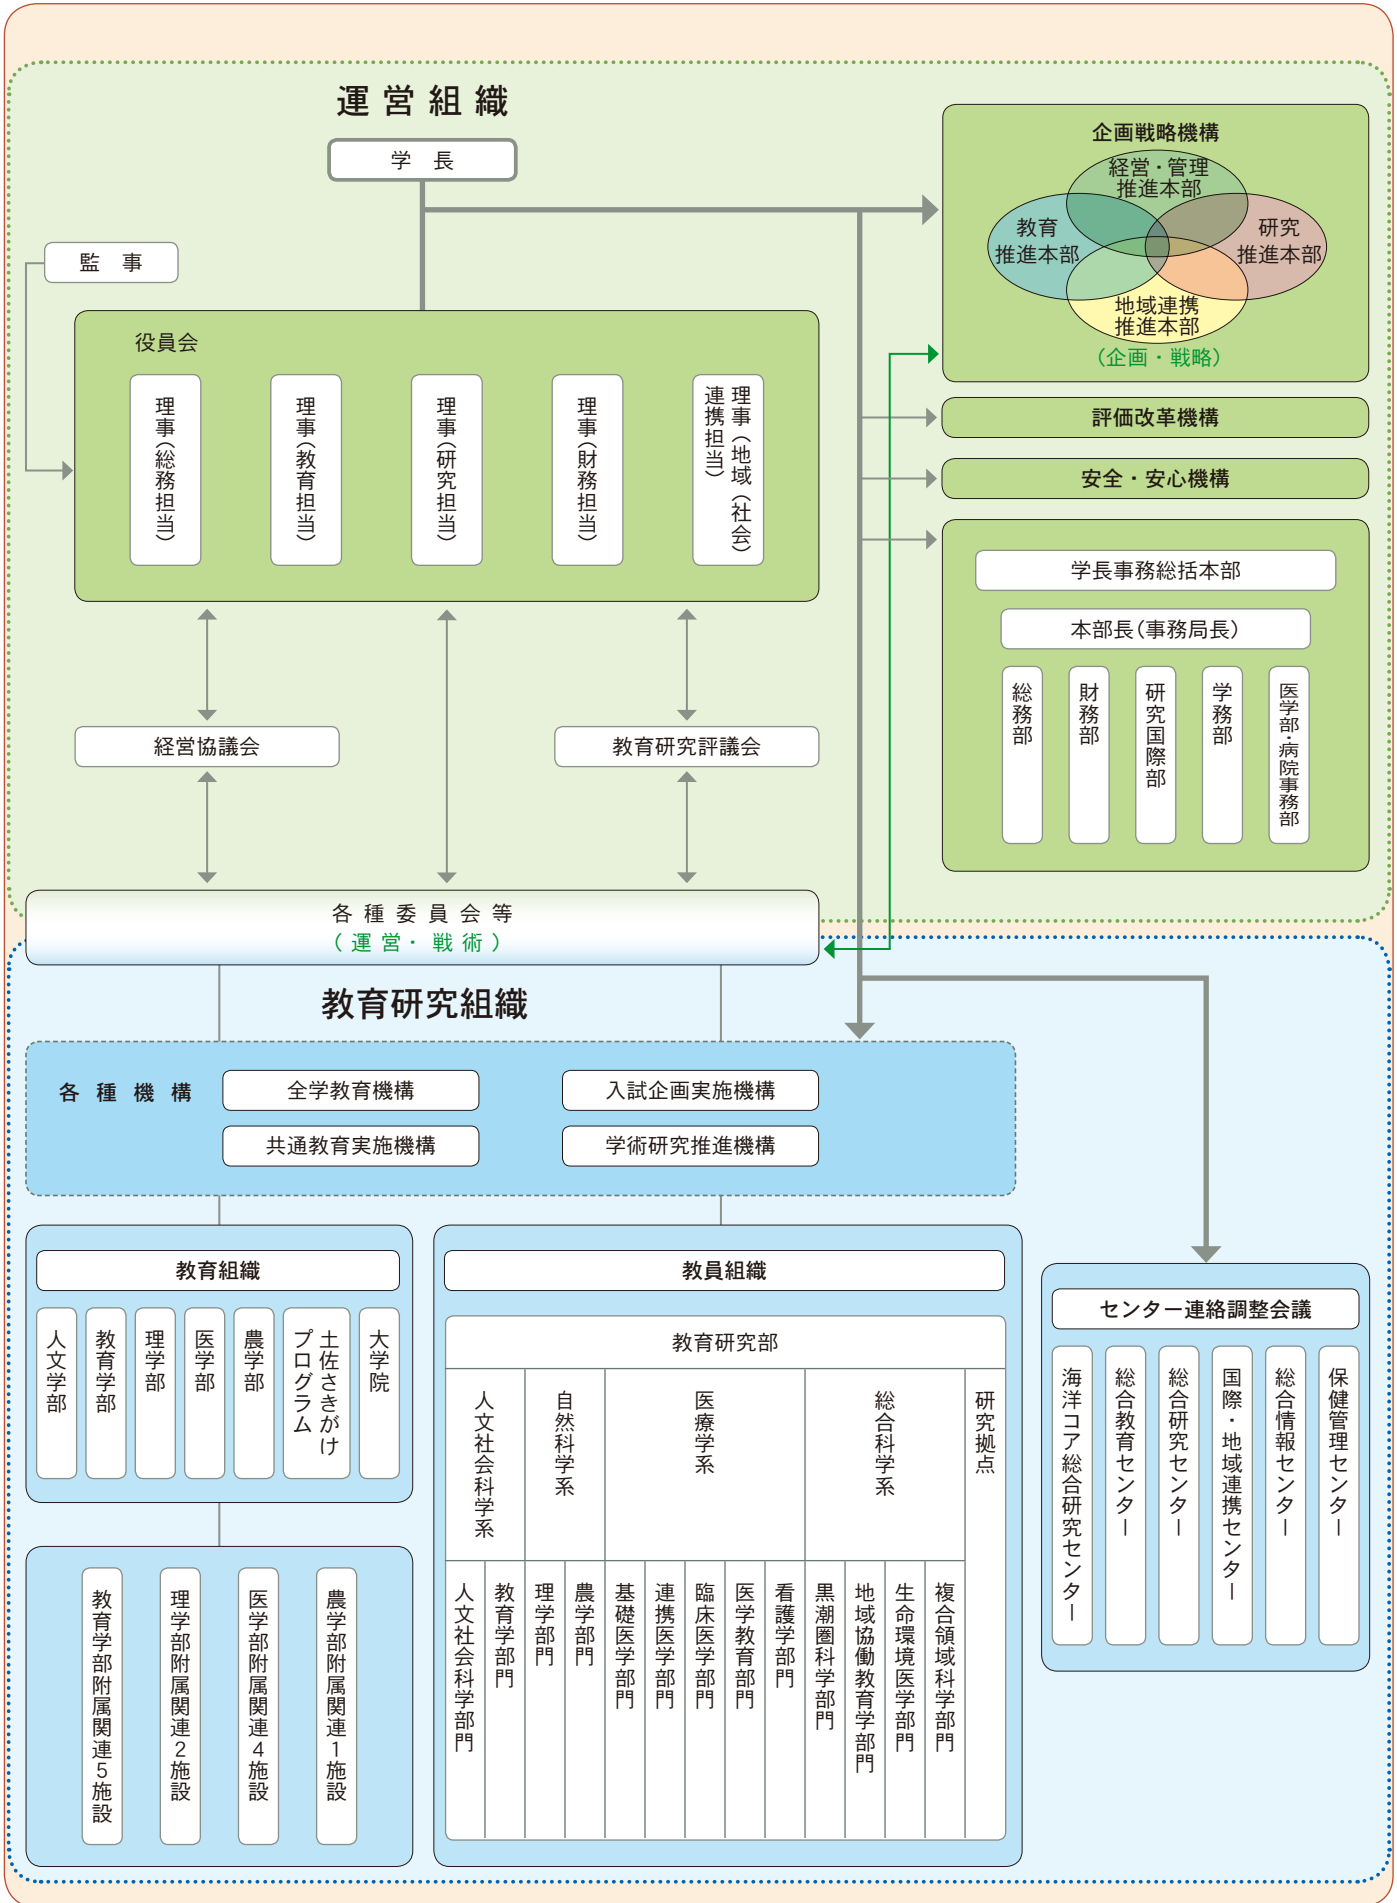 運営組織
学　長
監　事
役員会
理事（総務担当）
理事（教育担当）
理事（研究担当）
理事（財務担当）
理事（地域（社会）
連携担当）
経営協議会
教育研究評議会
各種委員会等
（運営・戦術）
企画戦略機構
経営・管理
推進本部
教育
推進本部
研究
推進本部
地域連携
推進本部
（企画・戦略）
評価改革機構
安全・安心機構
学長事務総括本部
本部長（事務局長）
総務部
財務部
研究国際部
学務部
医学部・病院事務部
教育研究組織
各種機構
全学教育機構
入試企画実施機構
共通教育実施機構
学術研究推進機構
教育組織
人文学部
教育学部
理学部
医学部
農学部
土佐さきがけ
プログラム
大学院
教育学部附属関連5施設
理学部附属関連2施設
医学部附属関連4施設
農学部附属関連1施設
教員組織
教育研究部
人文社会科学系
自然科学系
医療学系
総合科学系
研究拠点
人文社会科学部門
教育学部門
理学部門
農学部門
基礎医学部門
連携医学部門
臨床医学部門
医学教育部門
看護学部門
黒潮圏科学部門
地域協働教育学部門
生命環境医学部門
複合領域科学部門
センター連絡調整会議
海洋コア総合研究センター
総合教育センター
総合研究センター
国際・地域連携センター
総合情報センター
保健管理センター